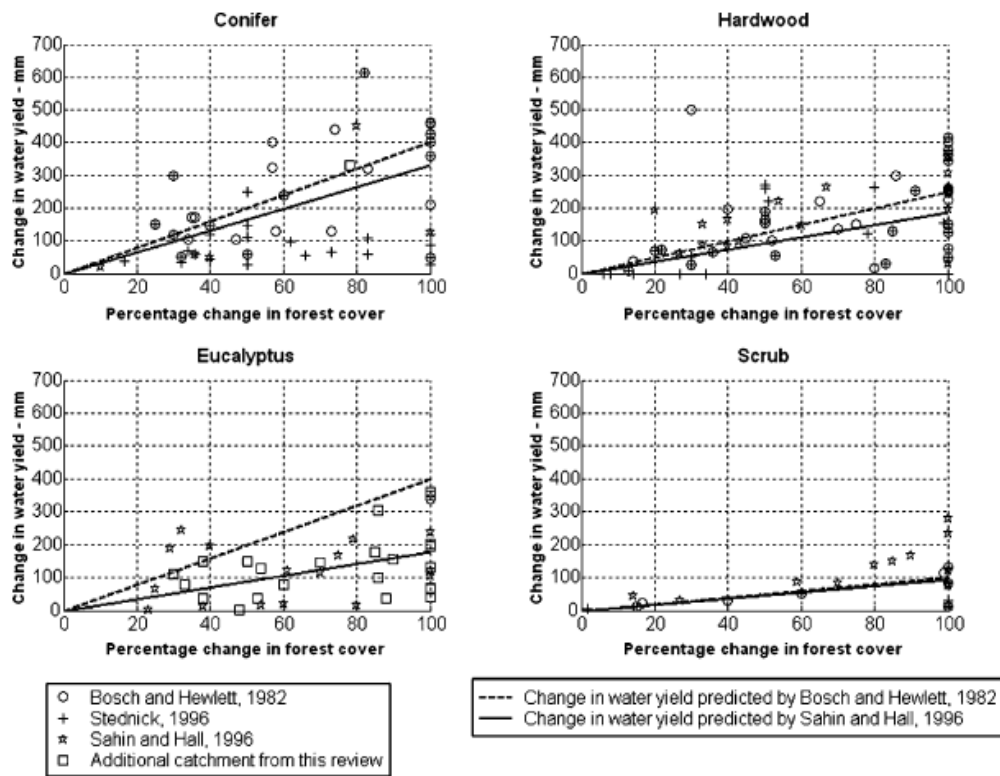 Conifer
700
600
500
400
300
200
100
0
Change in water yield - mm
0 20 40 60 80 100
Percentage change in forest cover
Hardwood
700
600
500
400
300
200
100
0
Change in water yield - mm
0 20 40 60 80 100
Percentage change in forest cover
Eucalyptus
700
600
500
400
300
200
100
0
Change in water yield - mm
0 20 40 60 80 100
Percentage change in forest cover
Scrub
700
600
500
400
300
200
100
0
Change in water yield - mm
0 20 40 60 80 100
Percentage change in forest cover
Bosch and Hewlett, 1982
Stednick, 1996
Sahin and Hall, 1996
Additional catchment from this review
Change in water yield predicted by Bosch and Hewlett, 1982
Change in water yield predicted by Sahin and Hall, 1996